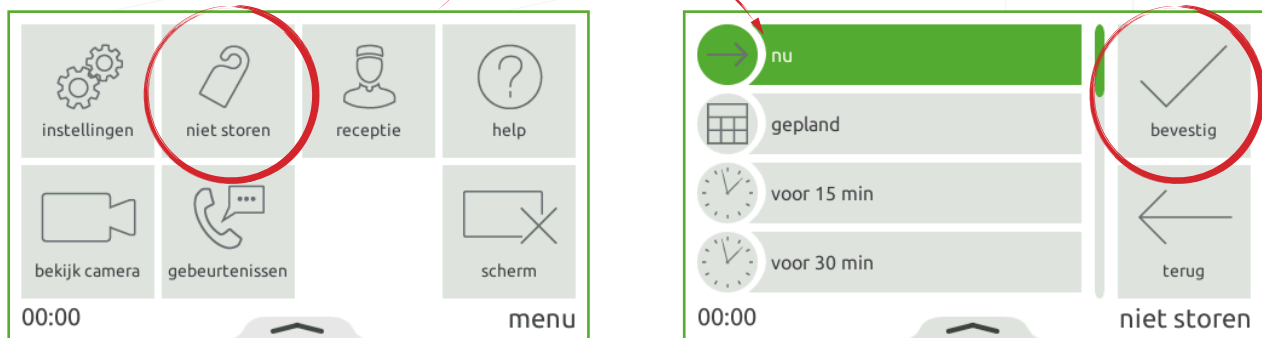 instellingen
niet storen
receptie
help
bekijk camera
gebeurtenissen
scherm
00:00
menu
nu
gepland
voor 15 min
voor 30 min
bevestig
terug
00:00
niet storen